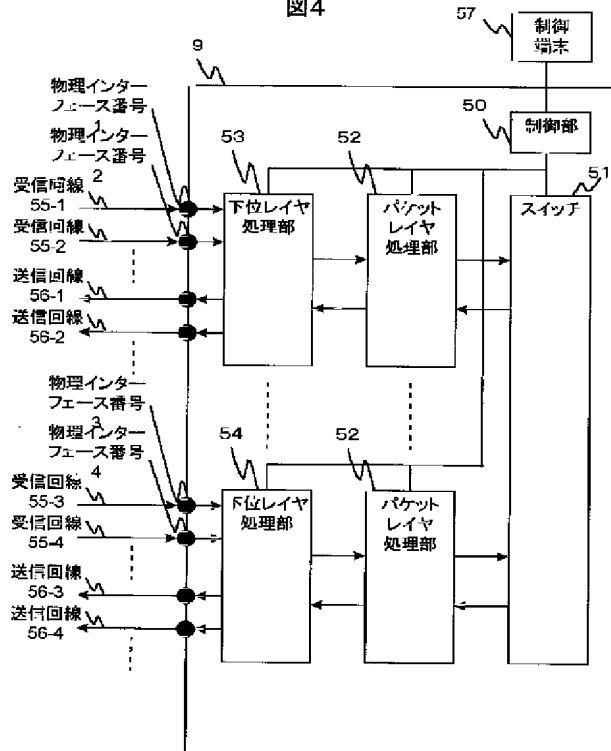 図4
57
制御
端末
9
50
制御部
物理インター
フェース番号
1
物理インター
フェース番号
2
53
52
51
受信回線
55-1
受信回線
55-2
送信回線
56-1
送信回線
56-2
下位レイヤ
処理部
パケット
レイヤ
処理部
スイッチ
物理インター
フェース番号
3
物理インター
フェース番号
4
54
52
受信回線
55-3
受信回線
55-4
送信回線
56-3
送付回線
56-4
下位レイヤ
処理部
パケット
レイヤ
処理部